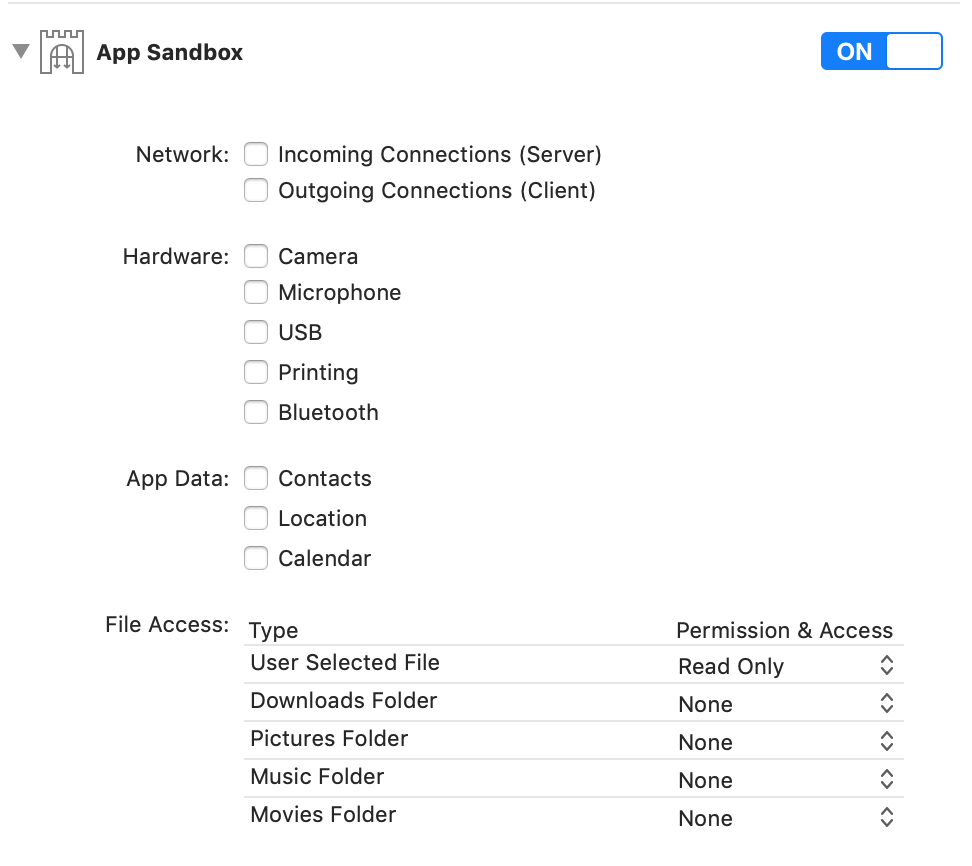 App Sandbox ON
Network: Incoming Connections (Server)
Outgoing Connections (Client)
Hardware: Camera
Microphone
USB
Printing
Bluetooth
App Data: Contacts
Location
Calendar
File Access: Type Permission & Access
User Selected File Read Only
Downloads Folder None
Pictures Folder None
Music Folder None
Movies Folder None